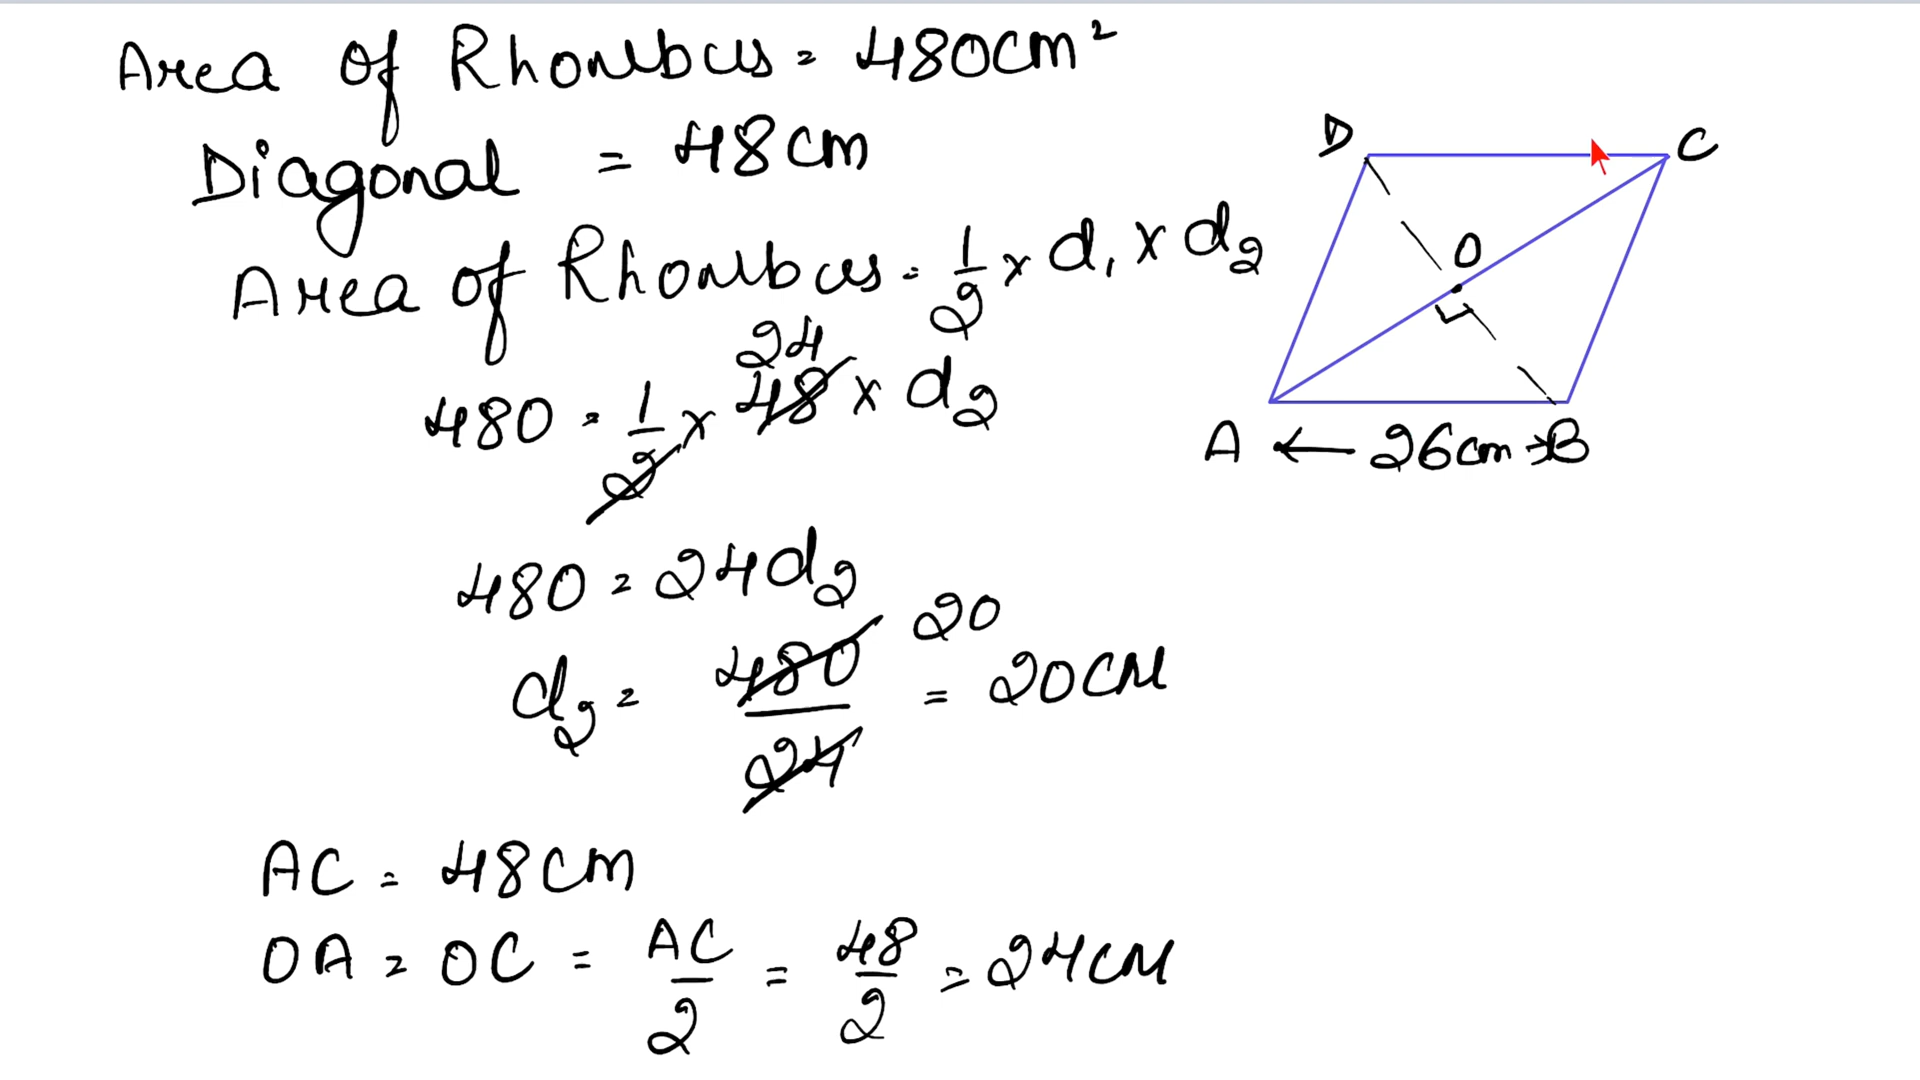 Area of Rhombus = 480cm²
Diagonal = 48cm
Area of Rhombus = 1/2 x d₁ x d₂
24
480 = 1/2 x 48 x d₂
480 = 24d₂
20
d₂ = 480/24 = 20cm
AC = 48cm
OA = OC = AC/2 = 48/2 = 24cm
D C
O
A ← 26cm → B